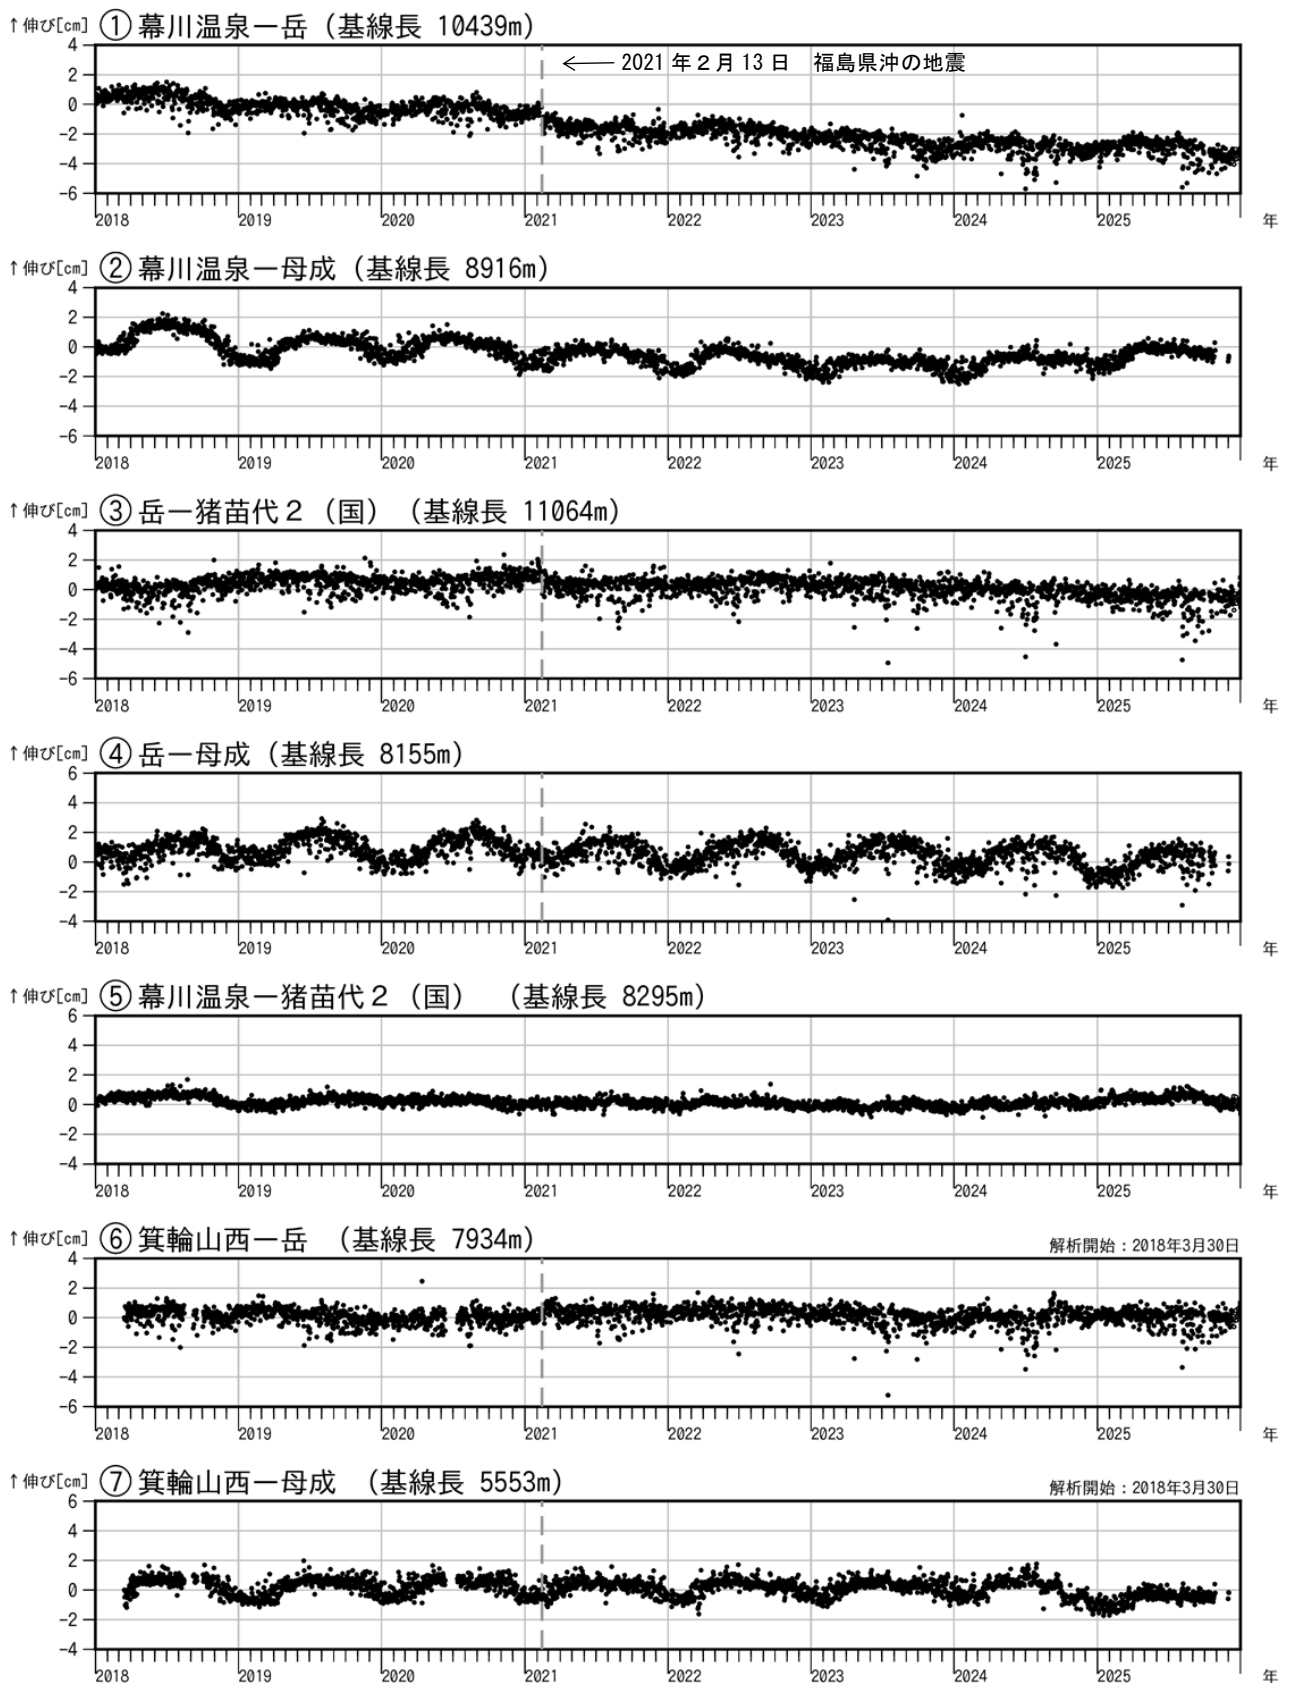 ↑伸び[cm] ①幕川温泉ー岳（基線長 10439m）
4
← 2021年2月13日 福島県沖の地震
2
0
-2
-4
-6
2018 2019 2020 2021 2022 2023 2024 2025 年
↑伸び[cm] ②幕川温泉ー母成（基線長 8916m）
4
2
0
-2
-4
-6
2018 2019 2020 2021 2022 2023 2024 2025 年
↑伸び[cm] ③岳ー猪苗代２（国）（基線長 11064m）
4
2
0
-2
-4
-6
2018 2019 2020 2021 2022 2023 2024 2025 年
↑伸び[cm] ④岳ー母成（基線長 8155m）
6
4
2
0
-2
-4
2018 2019 2020 2021 2022 2023 2024 2025 年
↑伸び[cm] ⑤幕川温泉ー猪苗代２（国） （基線長 8295m）
6
4
2
0
-2
-4
2018 2019 2020 2021 2022 2023 2024 2025 年
↑伸び[cm] ⑥箕輪山西ー岳 （基線長 7934m） 解析開始：2018年3月30日
4
2
0
-2
-4
-6
2018 2019 2020 2021 2022 2023 2024 2025 年
↑伸び[cm] ⑦箕輪山西ー母成 （基線長 5553m） 解析開始：2018年3月30日
6
4
2
0
-2
-4
2018 2019 2020 2021 2022 2023 2024 2025 年